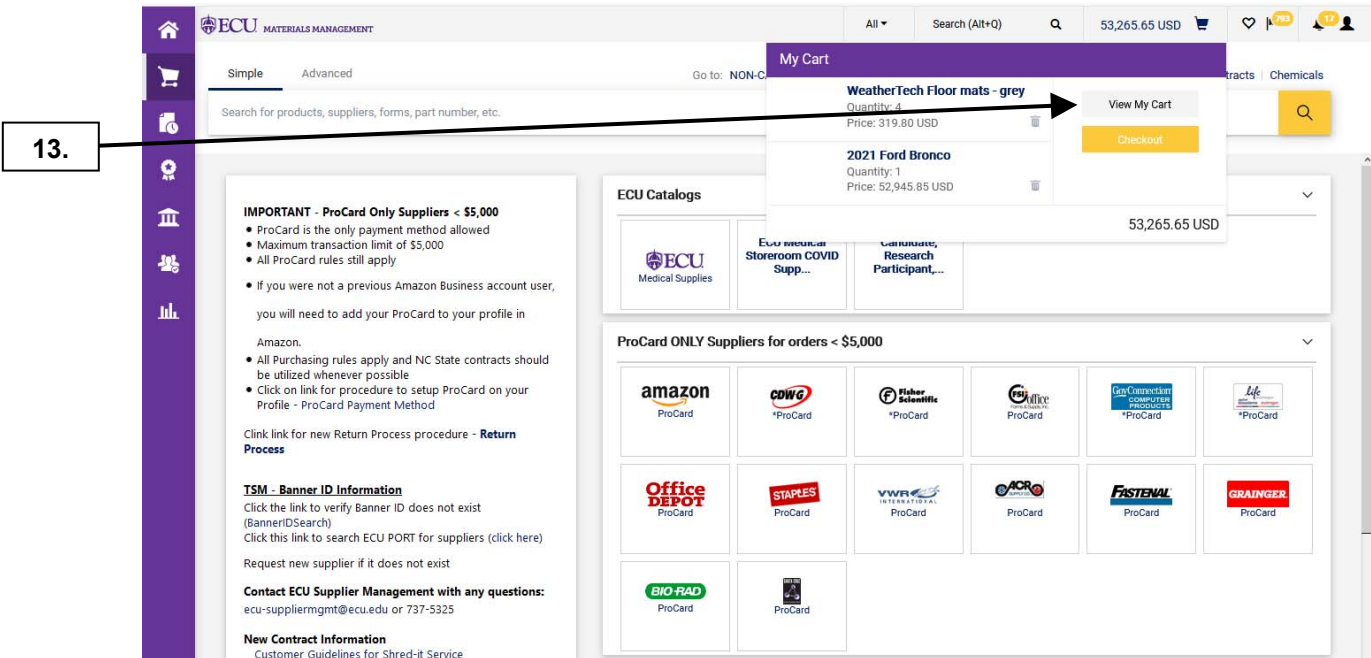 ECU MATERIALS MANAGEMENT
All
Search (Alt+Q)
53,265.65 USD
793
17
Simple
Advanced
Go to: NON-C
tracts | Chemicals
Search for products, suppliers, forms, part number, etc.
My Cart
WeatherTech Floor mats - grey
Quantity: 4
Price: 319.80 USD
View My Cart
Checkout
2021 Ford Bronco
Quantity: 1
Price: 52,945.85 USD
53,265.65 USD
13.
IMPORTANT - ProCard Only Suppliers < $5,000
• ProCard is the only payment method allowed
• Maximum transaction limit of $5,000
• All ProCard rules still apply
• If you were not a previous Amazon Business account user,
you will need to add your ProCard to your profile in
Amazon.
• All Purchasing rules apply and NC State contracts should
be utilized whenever possible
• Click on link for procedure to setup ProCard on your
Profile - ProCard Payment Method
Clink link for new Return Process procedure - Return
Process
TSM - Banner ID Information
Click the link to verify Banner ID does not exist
(BannerIDSearch)
Click this link to search ECU PORT for suppliers (click here)
Request new supplier if it does not exist
Contact ECU Supplier Management with any questions:
ecu-suppliermgmt@ecu.edu or 737-5325
New Contract Information
Customer Guidelines for Shred-it Service
ECU Catalogs
ECU
Medical Supplies
ECU Medical
Storeroom COVID
Supp...
Candidate,
Research
Participant,...
ProCard ONLY Suppliers for orders < $5,000
amazon
ProCard
CDWG
*ProCard
Fisher
Scientific
*ProCard
FSIoffice
ProCard
GovConnection
COMPUTER
PRODUCTS
*ProCard
life
*ProCard
Office
DEPOT
ProCard
STAPLES
ProCard
VWR
INTERNATIONAL
ProCard
ACR
SUPPLY CO
ProCard
FASTENAL
ProCard
GRAINGER
ProCard
BIO-RAD
ProCard
ProCard